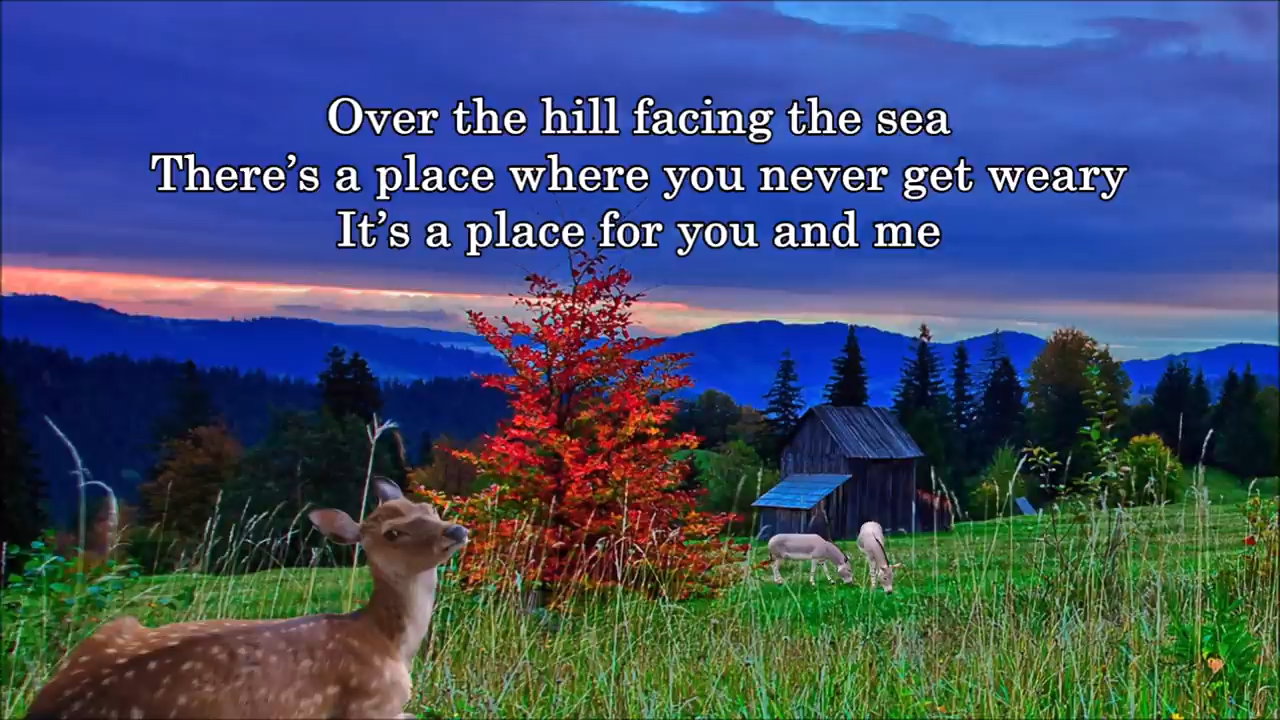 Over the hill facing the sea
There’s a place where you never get weary
It’s a place for you and me